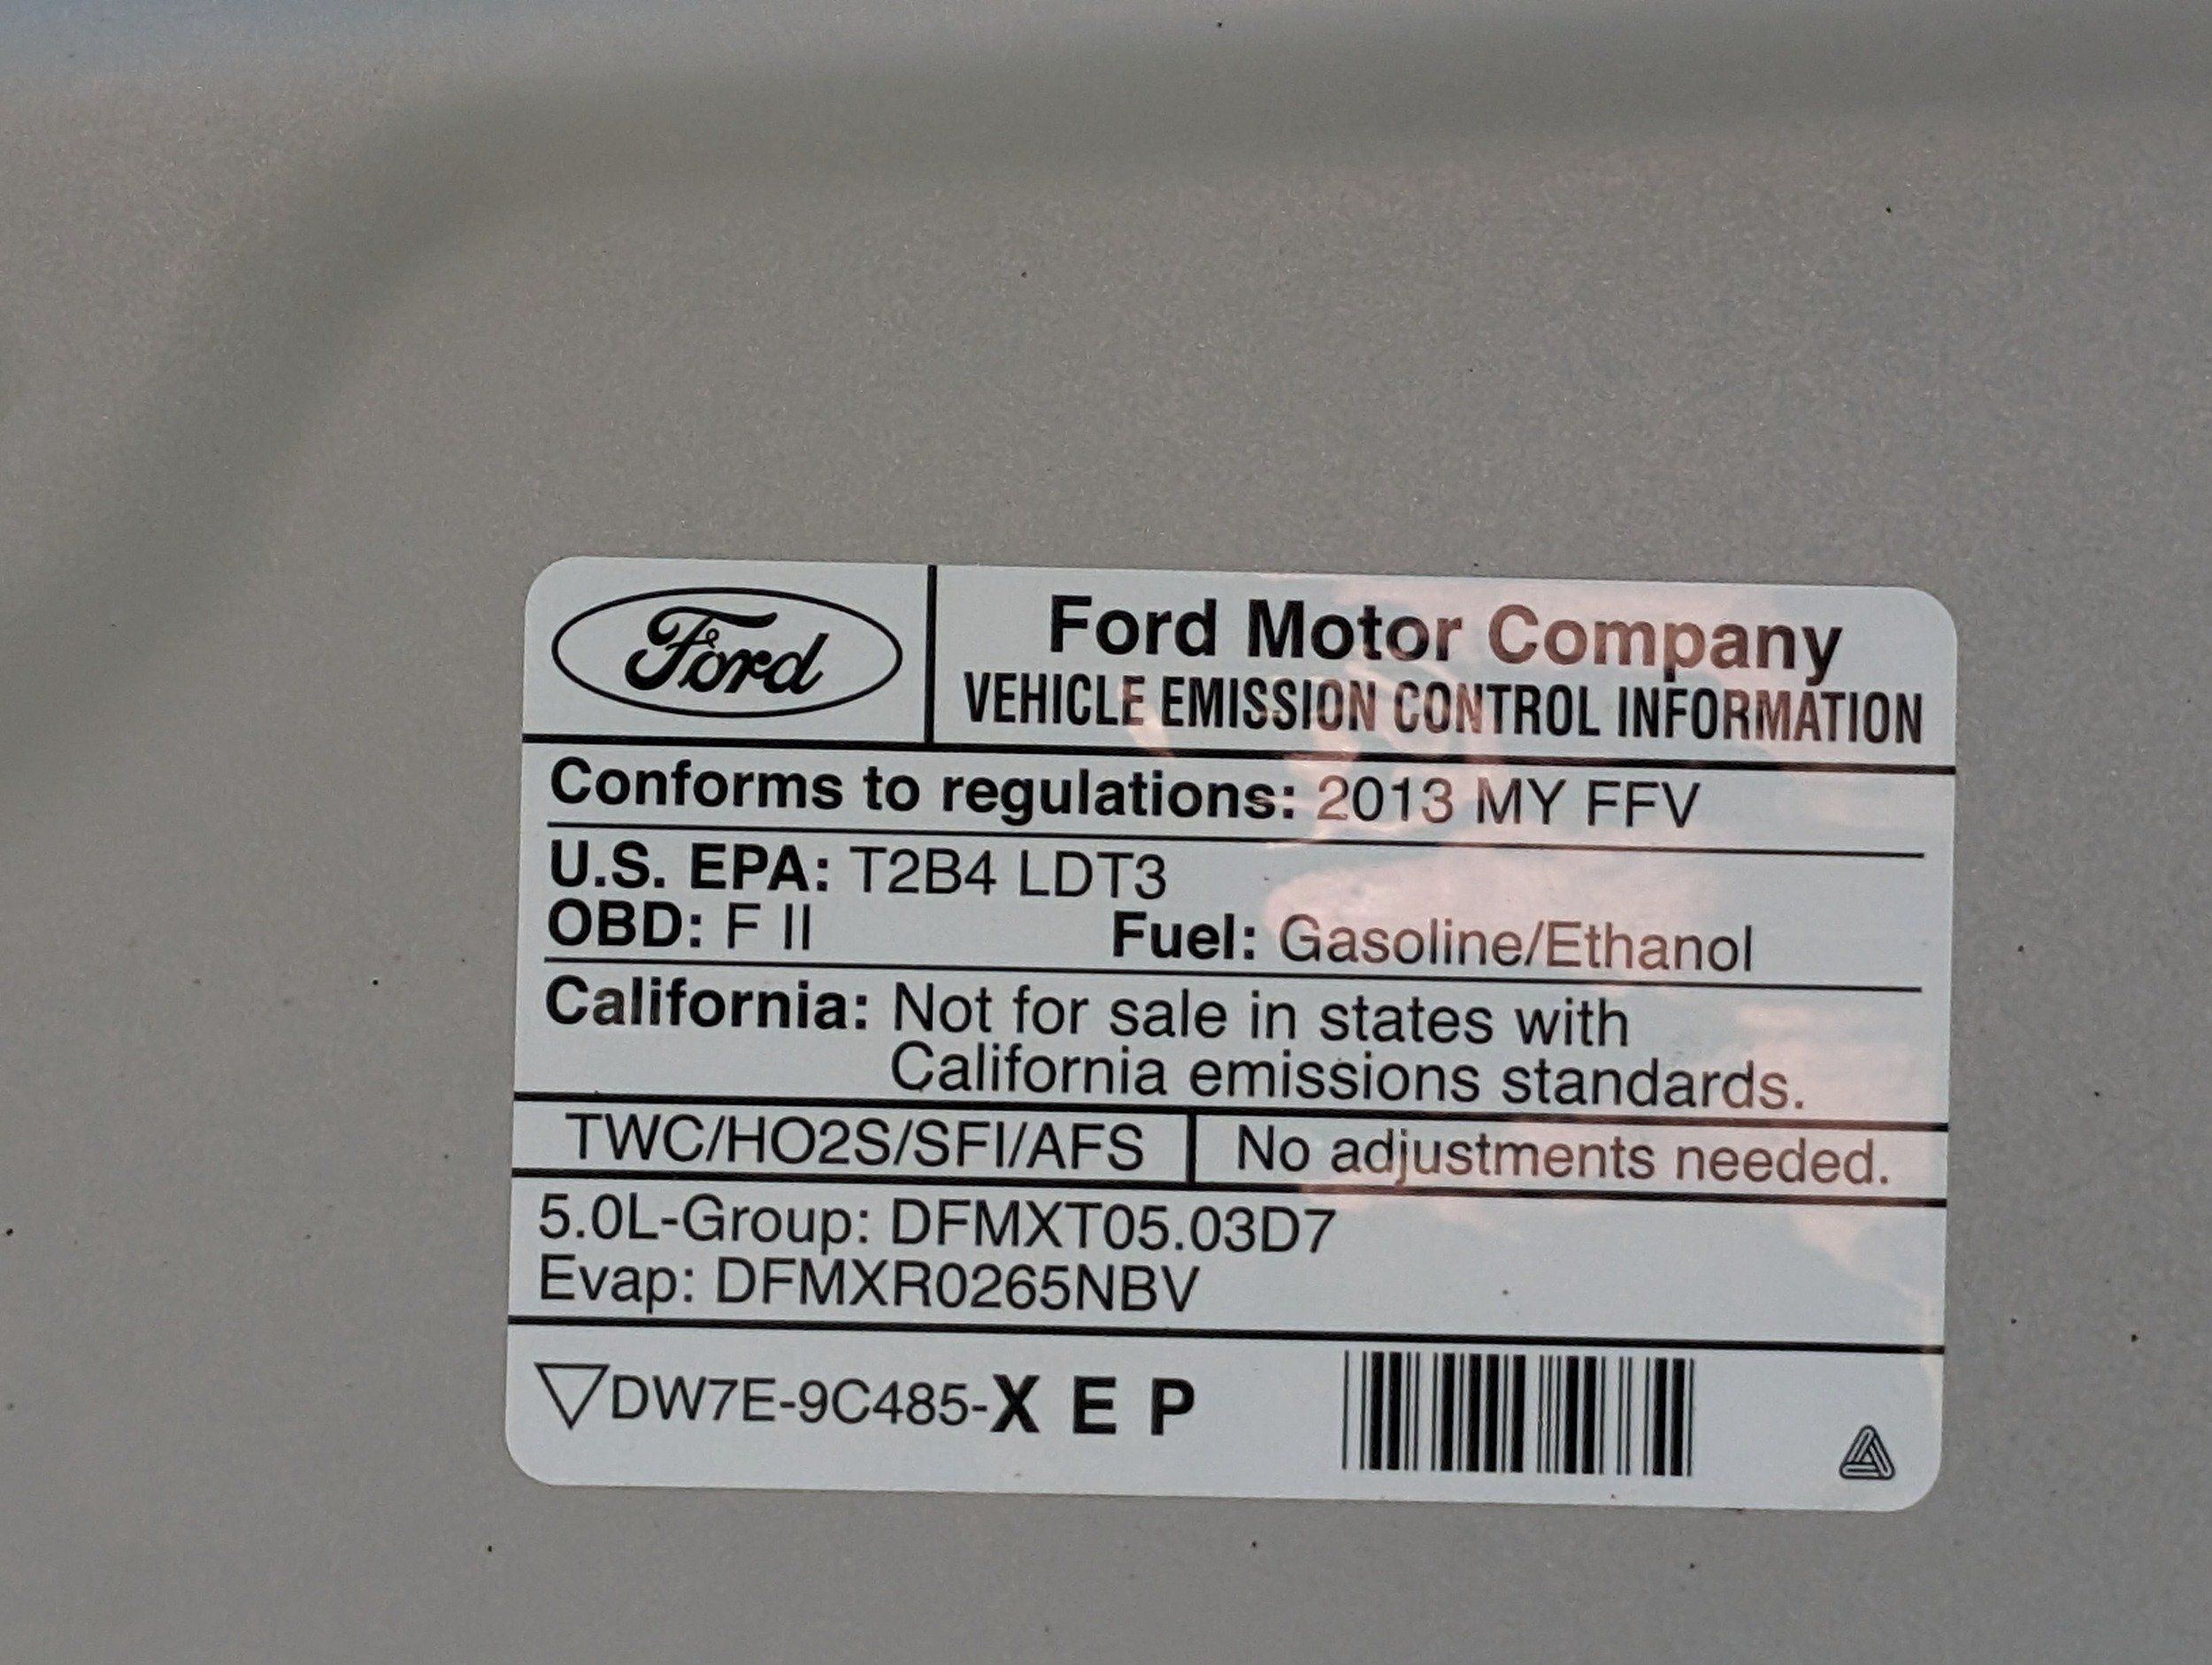 Ford
Ford Motor Company
VEHICLE EMISSION CONTROL INFORMATION
Conforms to regulations: 2013 MY FFV
U.S. EPA: T2B4 LDT3
OBD: F II Fuel: Gasoline/Ethanol
California: Not for sale in states with
California emissions standards.
TWC/HO2S/SFI/AFS No adjustments needed.
5.0L-Group: DFMXT05.03D7
Evap: DFMXR0265NBV
▽DW7E-9C485-X E P